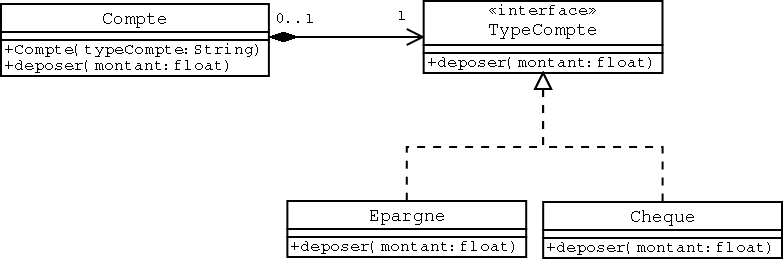 Compte
+Compte(typeCompte:String)
+deposer(montant:float)
0..1
1
«interface»
TypeCompte
+deposer(montant:float)
Epargne
+deposer(montant:float)
Cheque
+deposer(montant:float)